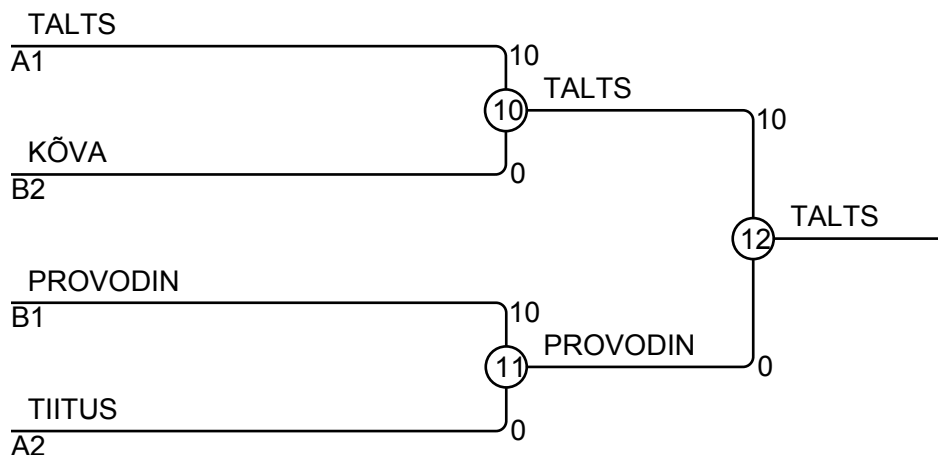 TALTS
A1
10
10
TALTS
10
KÕVA
B2
0
12
TALTS
PROVODIN
B1
10
11
PROVODIN
0
TIITUS
A2
0